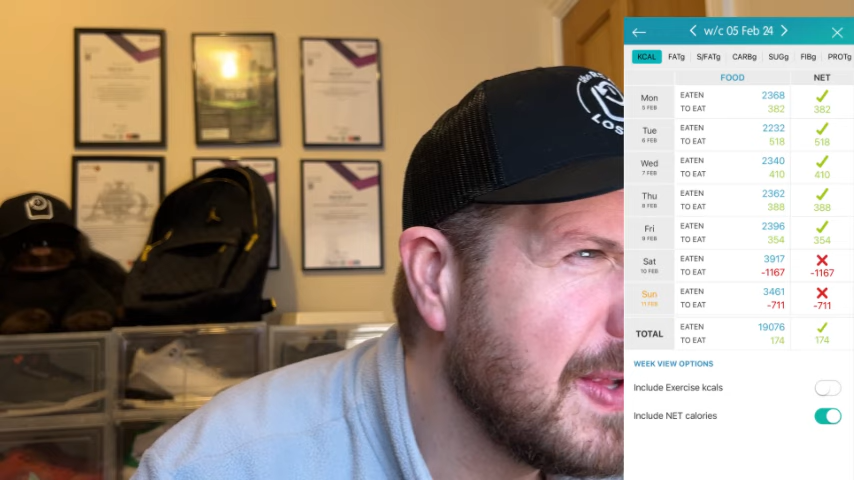 w/c 05 Feb 24
KCAL FATg S/FATg CARBg SUGg FIBg PROTg
FOOD NET
Mon 5 FEB EATEN 2368
TO EAT 382 382
Tue 6 FEB EATEN 2232
TO EAT 518 518
Wed 7 FEB EATEN 2340
TO EAT 410 410
Thu 8 FEB EATEN 2362
TO EAT 388 388
Fri 9 FEB EATEN 2396
TO EAT 354 354
Sat 10 FEB EATEN 3917
TO EAT -1167 -1167
Sun 11 FEB EATEN 3461
TO EAT -711 -711
TOTAL EATEN 19076
TO EAT 174 174
WEEK VIEW OPTIONS
Include Exercise kcals
Include NET calories